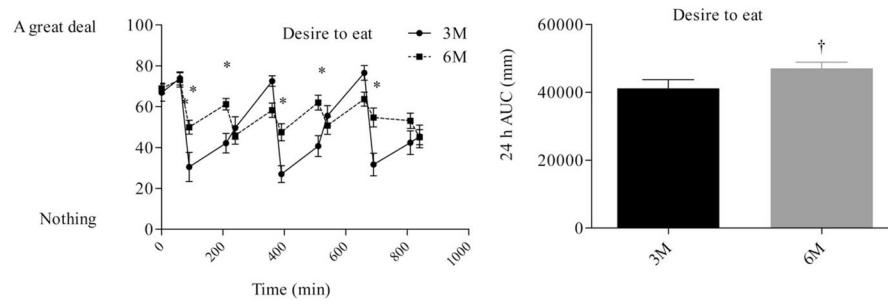 A great deal
Nothing
Desire to eat
3M
6M
100
80
60
40
20
0
* * * * * *
0
200
400
600
800
1000
Time (min)
Desire to eat
†
24 h AUC (mm)
60000
40000
20000
0
3M
6M